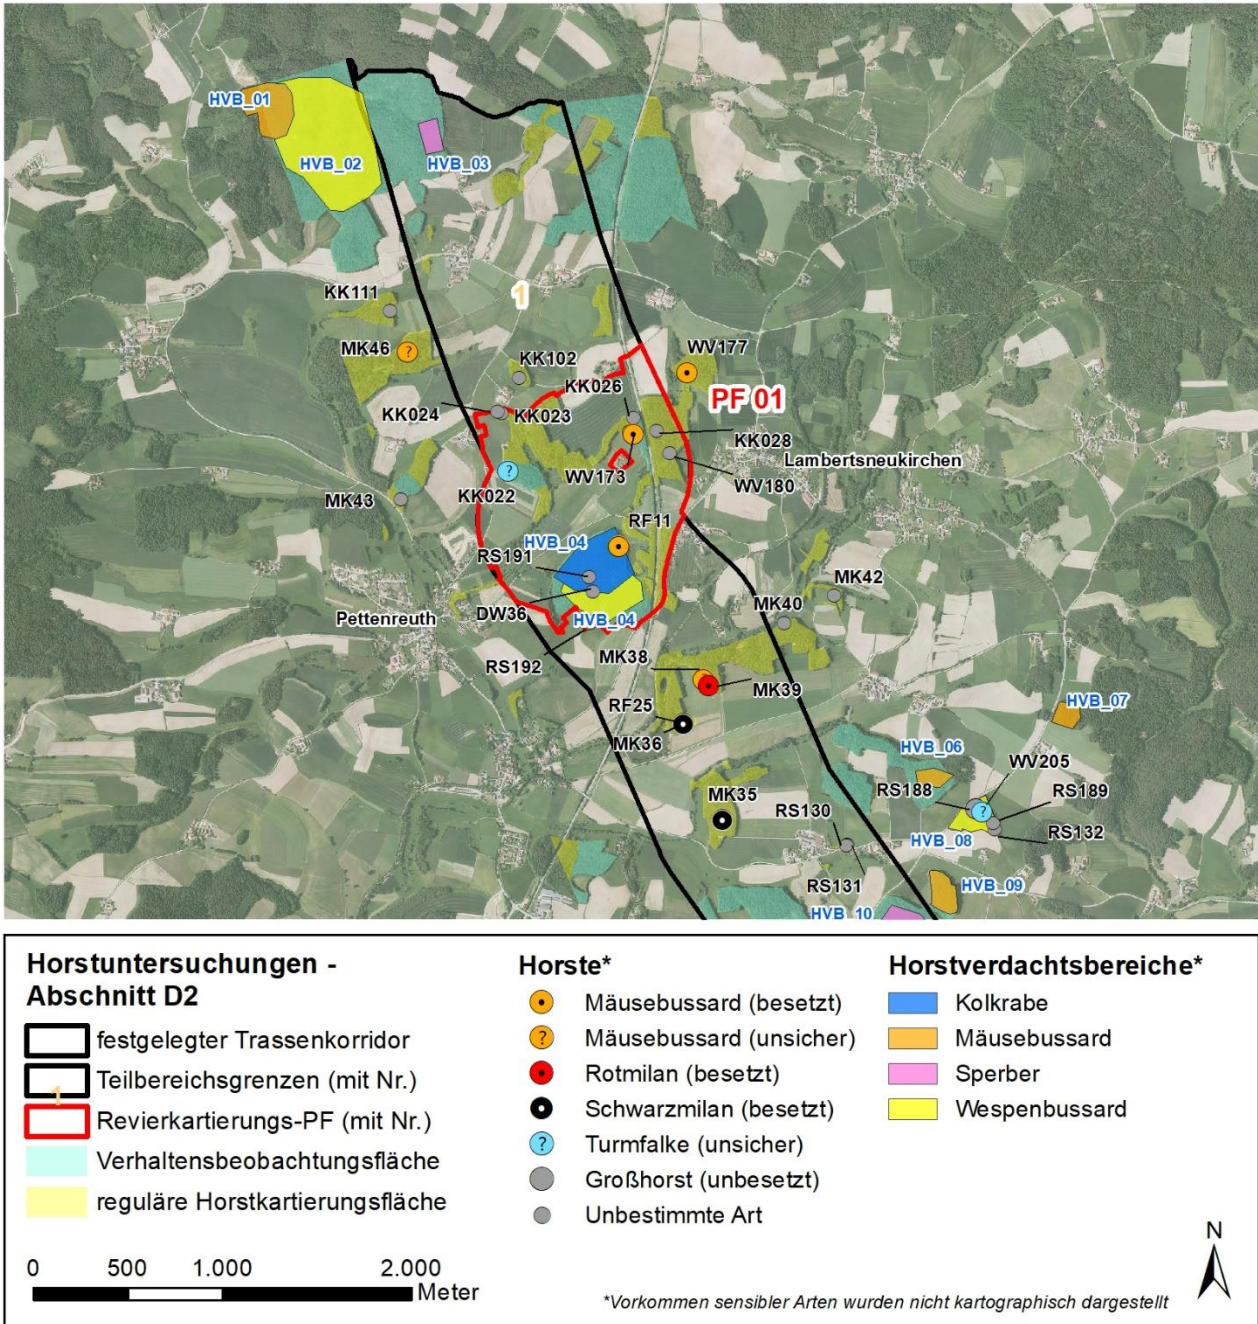 HVB_01
HVB_02
HVB_03
KK111
1
MK46
KK102
WV177
KK026
PF 01
KK024
KK023
KK028
Lambertsneukirchen
WV173
WV180
KK022
MK43
RF11
HVB_04
RS191
MK42
MK40
Pettenreuth
DW36
HVB_04
RS192
MK38
MK39
RF25
HVB_07
MK36
HVB_06
WV205
MK35
RS188
RS189
RS130
HVB_08
RS132
RS131
HVB_09
HVB_10
Horstuntersuchungen -
Abschnitt D2
festgelegter Trassenkorridor
1
Teilbereichsgrenzen (mit Nr.)
Revierkartierungs-PF (mit Nr.)
Verhaltensbeobachtungsfläche
reguläre Horstkartierungsfläche
0 500 1.000 2.000
Meter
Horste*
Mäusebussard (besetzt)
? Mäusebussard (unsicher)
Rotmilan (besetzt)
Schwarzmilan (besetzt)
? Turmfalke (unsicher)
Großhorst (unbesetzt)
Unbestimmte Art
Horstverdachtsbereiche*
Kolkrabe
Mäusebussard
Sperber
Wespenbussard
N
*Vorkommen sensibler Arten wurden nicht kartographisch dargestellt